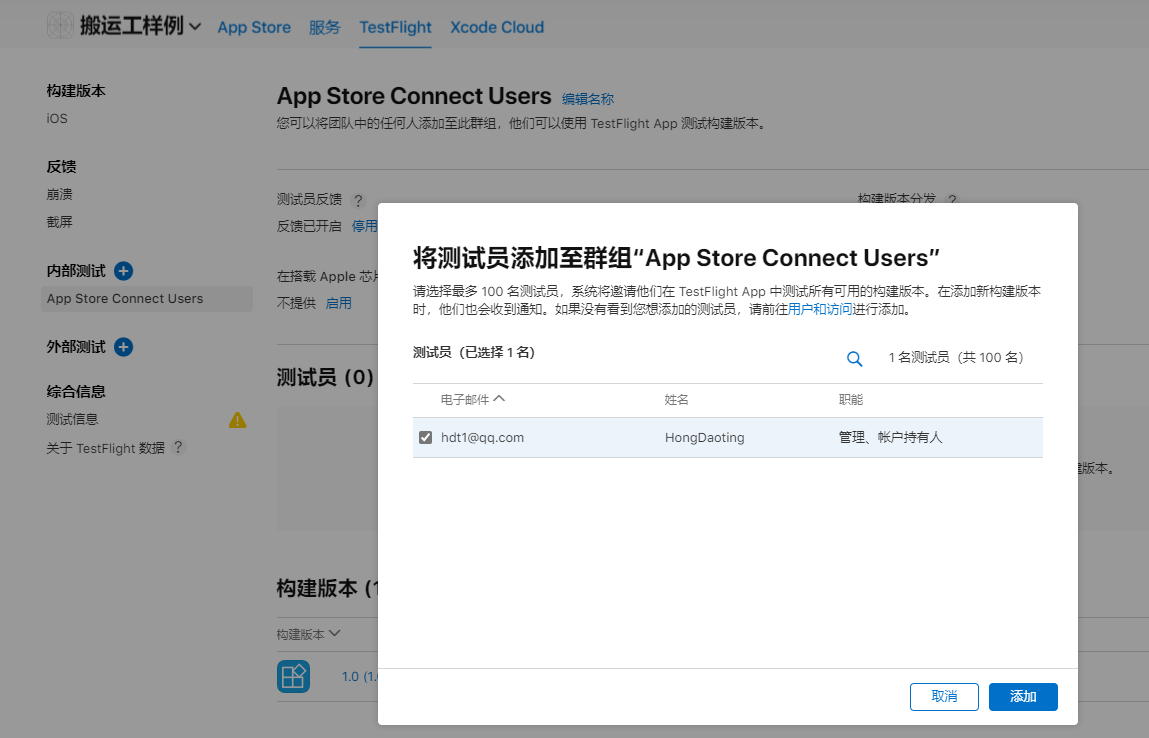 搬运工样例 App Store 服务 TestFlight Xcode Cloud
构建版本
iOS
反馈
崩溃
截屏
内部测试
App Store Connect Users
外部测试
综合信息
测试信息
关于 TestFlight 数据 ?
App Store Connect Users 编辑名称
您可以将团队中的任何人添加至此群组，他们可以使用 TestFlight App 测试构建版本。
测试员反馈 ? 构建版本分发 ?
反馈已开启 停用
在搭载 Apple 芯片
不提供 启用
测试员 (0)
建版本。
构建版本 (1
构建版本
1.0 (1.
将测试员添加至群组“App Store Connect Users”
请选择最多 100 名测试员，系统将邀请他们在 TestFlight App 中测试所有可用的构建版本。在添加新构建版本
时，他们也会收到通知。如果没有看到您想添加的测试员，请前往用户和访问进行添加。
测试员（已选择 1 名） 1 名测试员（共 100 名）
电子邮件 姓名 职能
hdt1@qq.com HongDaoting 管理、帐户持有人
取消 添加